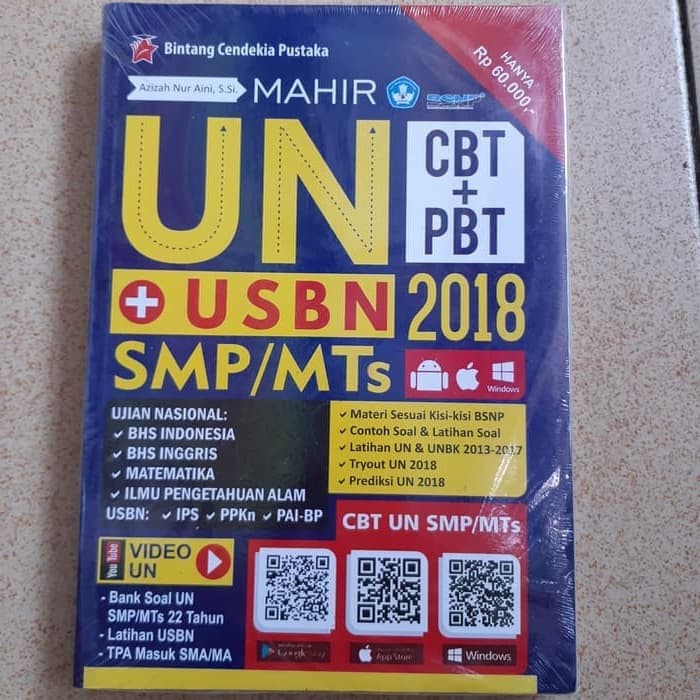 Bintang Cendekia Pustaka
HANYA
Rp 60.000,-
Azizah Nur Aini, S.Si.
MAHIR
BSNP
UN
CBT
+
PBT
+ USBN 2018
SMP/MTs
Windows
UJIAN NASIONAL:
✓ BHS INDONESIA
✓ BHS INGGRIS
✓ MATEMATIKA
✓ ILMU PENGETAHUAN ALAM
USBN: ✓ IPS ✓ PPKn ✓ PAI-BP
✓ Materi Sesuai Kisi-kisi BSNP
✓ Contoh Soal & Latihan Soal
✓ Latihan UN & UNBK 2013-2017
✓ Tryout UN 2018
✓ Prediksi UN 2018
CBT UN SMP/MTs
You Tube
VIDEO
UN
- Bank Soal UN
SMP/MTs 22 Tahun
- Latihan USBN
- TPA Masuk SMA/MA
Google play
App Store
Windows